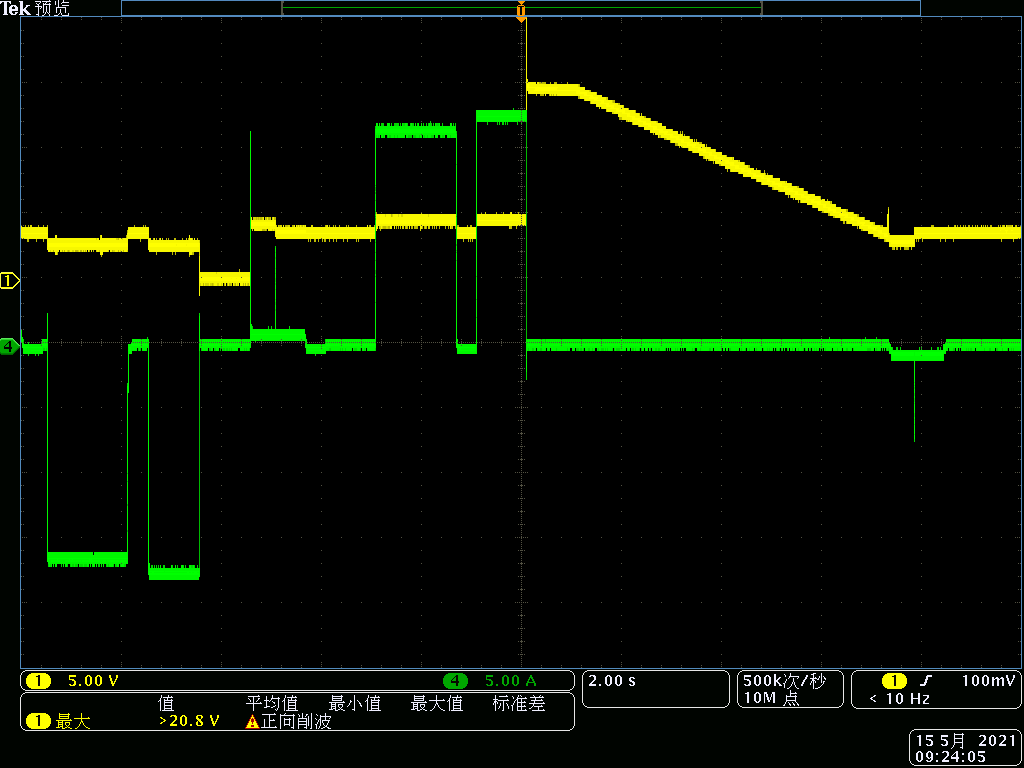 Tek 预览
T
1
4
1 5.00 V 4 5.00 A
2.00 s
500k次/秒
10M 点
1 100mV
< 10 Hz
值 平均值 最小值 最大值 标准差
1 最大 >20.8 V 正向削波
15 5月 2021
09:24:05